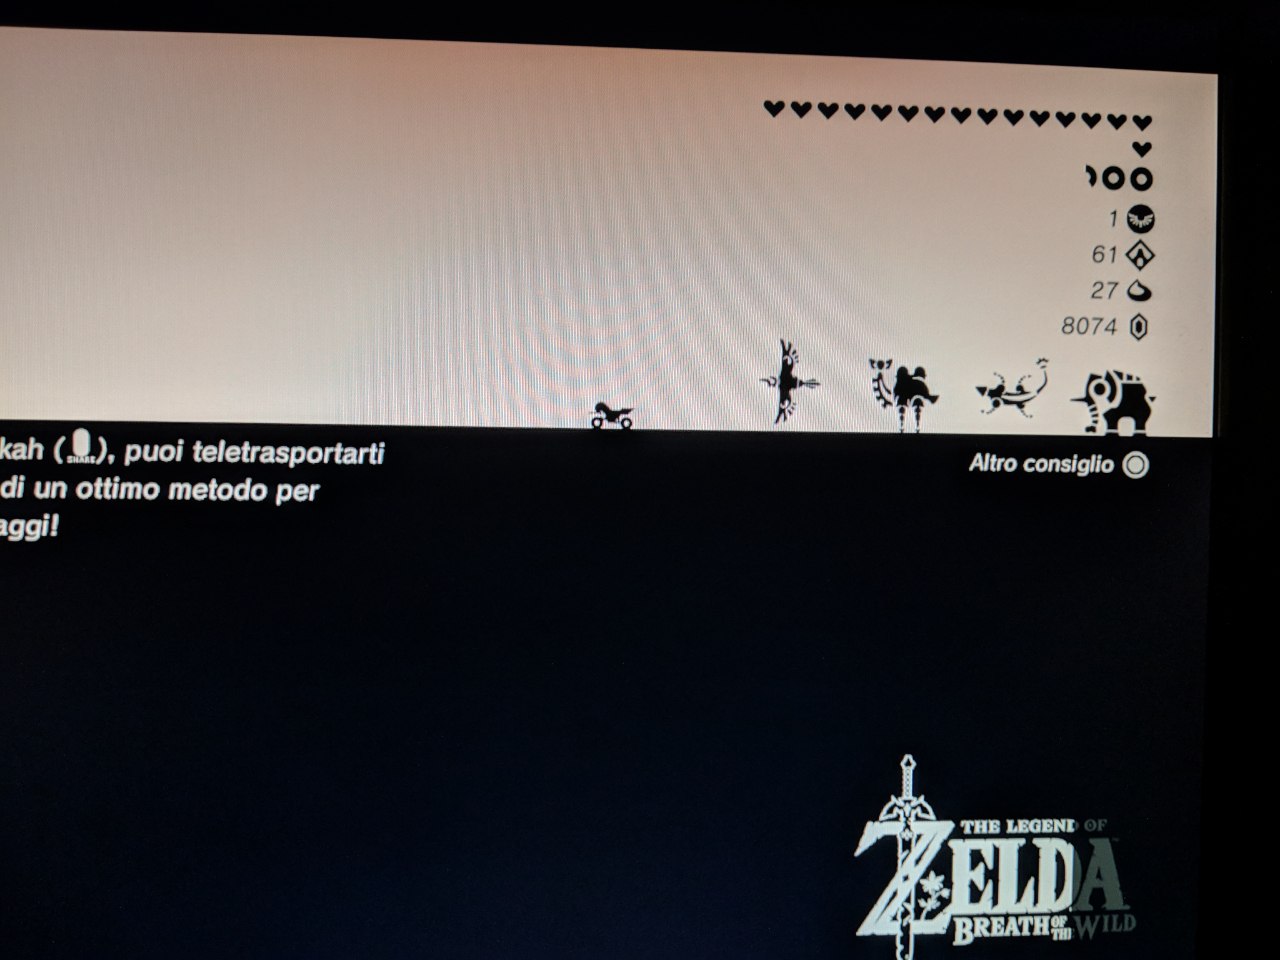 1
61
27
8074
kah (SHARE), puoi teletrasportarti
di un ottimo metodo per
aggi!
Altro consiglio
THE LEGEND OF
ZELDA
BREATH OF THE WILD